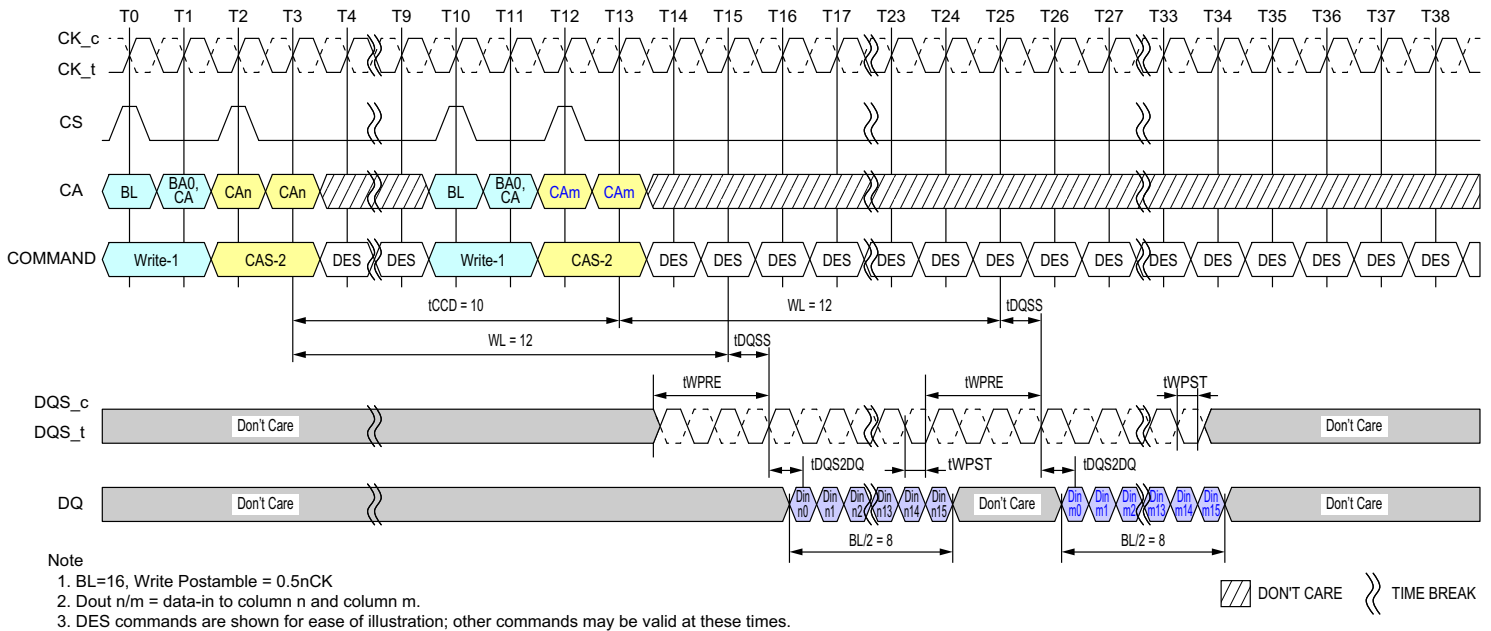 T0 T1 T2 T3 T4 T9 T10 T11 T12 T13 T14 T15 T16 T17 T23 T24 T25 T26 T27 T33 T34 T35 T36 T37 T38
CK_c
CK_t
CS
CA BL BA0, CA CAn CAn BL BA0, CA CAm CAm
COMMAND Write-1 CAS-2 DES DES Write-1 CAS-2 DES DES DES DES DES DES DES DES DES DES DES DES DES DES DES
tCCD = 10 WL = 12 tDQSS
WL = 12 tDQSS
tWPRE tWPRE tWPST
DQS_c
DQS_t Don't Care Don't Care
tDQS2DQ tWPST tDQS2DQ
DQ Don't Care Din n0 Din n1 Din n2 Din n13 Din n14 Din n15 Don't Care Din m0 Din m1 Din m2 Din m13 Din m14 Din m15 Don't Care
BL/2 = 8 BL/2 = 8
Note
1. BL=16, Write Postamble = 0.5nCK
2. Dout n/m = data-in to column n and column m.
3. DES commands are shown for ease of illustration; other commands may be valid at these times.
DON'T CARE TIME BREAK